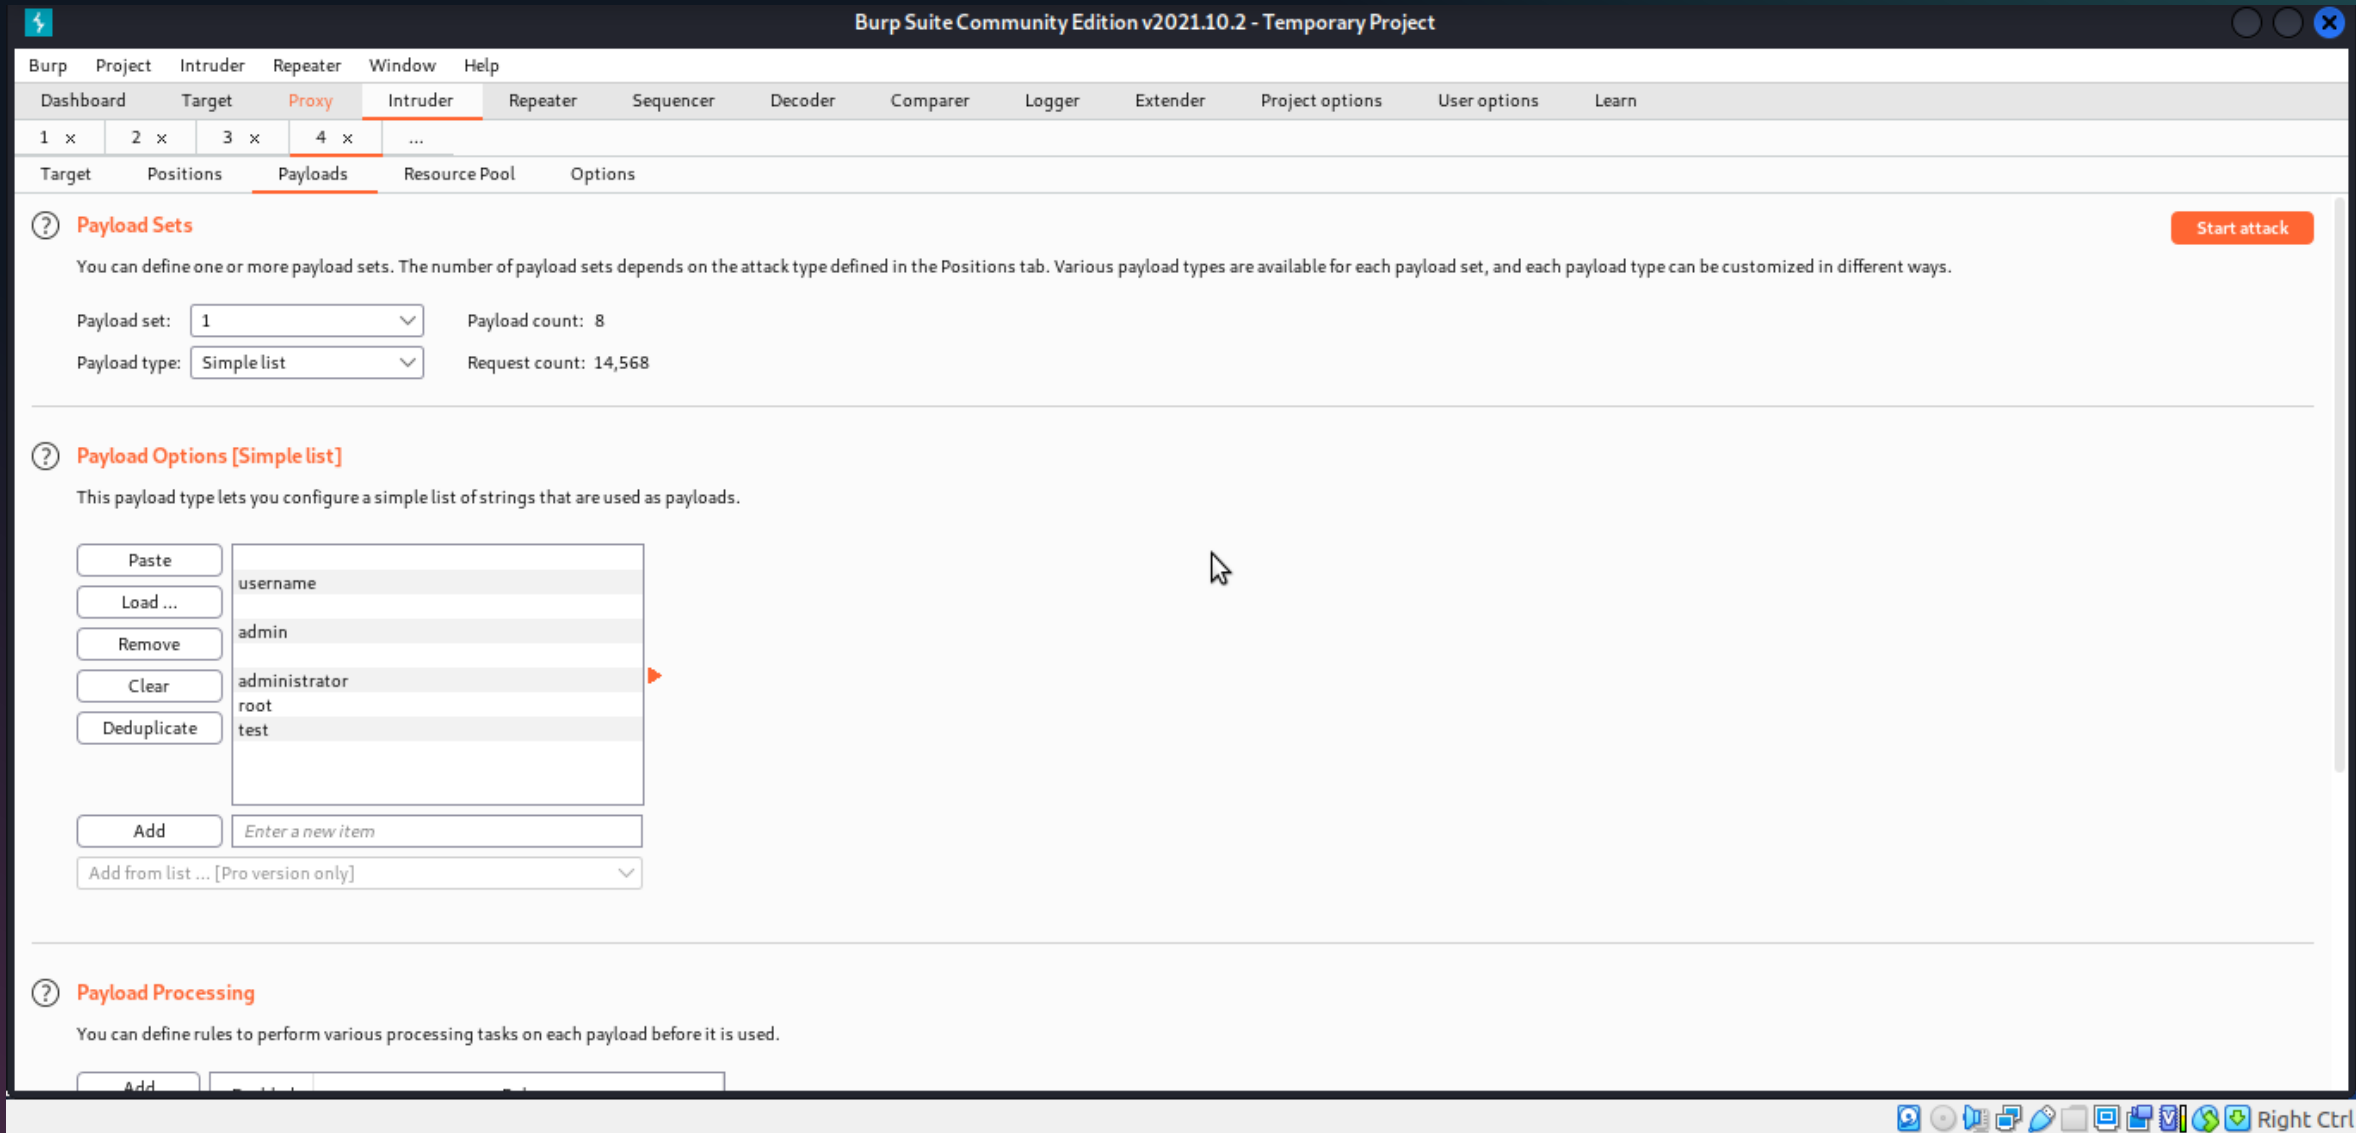 Burp Suite Community Edition v2021.10.2 - Temporary Project
Burp Project Intruder Repeater Window Help
Dashboard Target Proxy Intruder Repeater Sequencer Decoder Comparer Logger Extender Project options User options Learn
1 x 2 x 3 x 4 x ...
Target Positions Payloads Resource Pool Options
? Payload Sets
Start attack
You can define one or more payload sets. The number of payload sets depends on the attack type defined in the Positions tab. Various payload types are available for each payload set, and each payload type can be customized in different ways.
Payload set: 1 Payload count: 8
Payload type: Simple list Request count: 14,568
? Payload Options [Simple list]
This payload type lets you configure a simple list of strings that are used as payloads.
Paste
Load ...
Remove
Clear
Deduplicate
username
admin
administrator
root
test
Add Enter a new item
Add from list ... [Pro version only]
? Payload Processing
You can define rules to perform various processing tasks on each payload before it is used.
Add
Right Ctrl